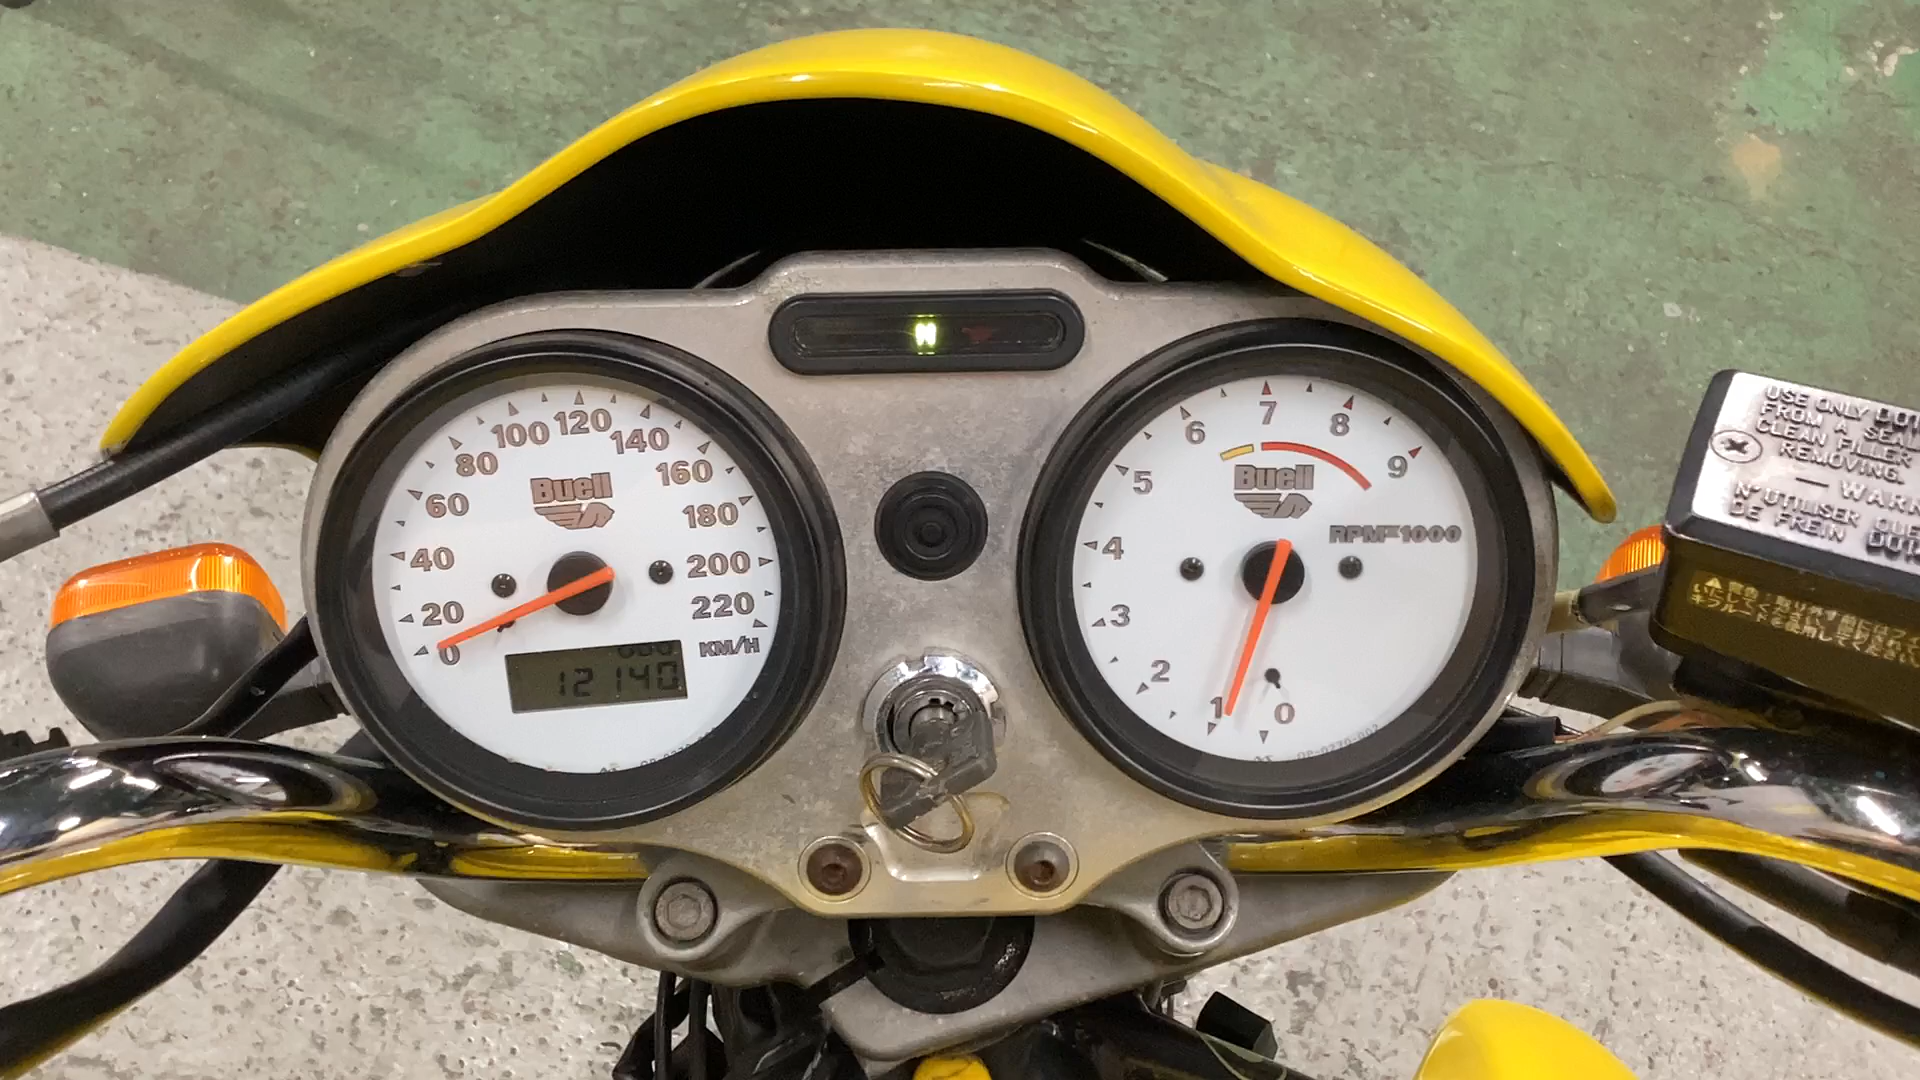 N
100
120
140
80
160
60
180
40
200
20
220
0
KM/H
Buell
12140
7
8
6
9
5
4
3
2
1
0
Buell
RPM X 1000
USE ONLY DOT
FROM A SEAL
CLEAN FILLER
REMOVING.
— WARN
N'UTILISER QUE
DE FREIN DOT